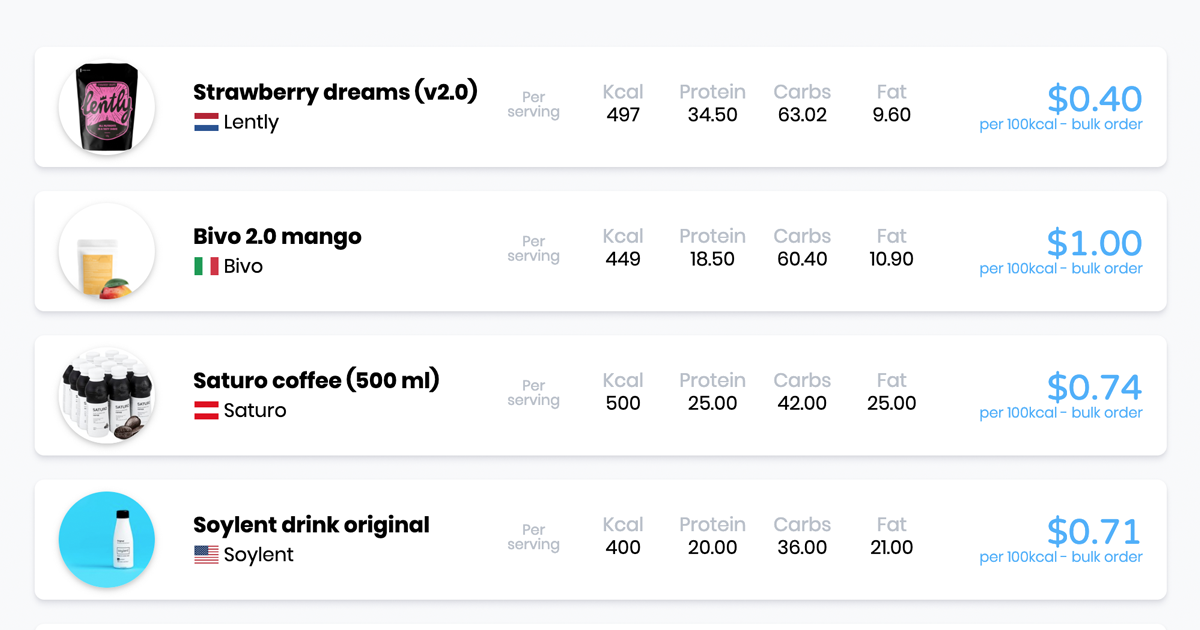 Strawberry dreams (v2.0)
Lently
Per serving
Kcal Protein Carbs Fat
497 34.50 63.02 9.60
$0.40
per 100kcal - bulk order
lently
Bivo 2.0 mango
Bivo
Per serving
Kcal Protein Carbs Fat
449 18.50 60.40 10.90
$1.00
per 100kcal - bulk order
Saturo coffee (500 ml)
Saturo
Per serving
Kcal Protein Carbs Fat
500 25.00 42.00 25.00
$0.74
per 100kcal - bulk order
SATURO
Soylent drink original
Soylent
Per serving
Kcal Protein Carbs Fat
400 20.00 36.00 21.00
$0.71
per 100kcal - bulk order